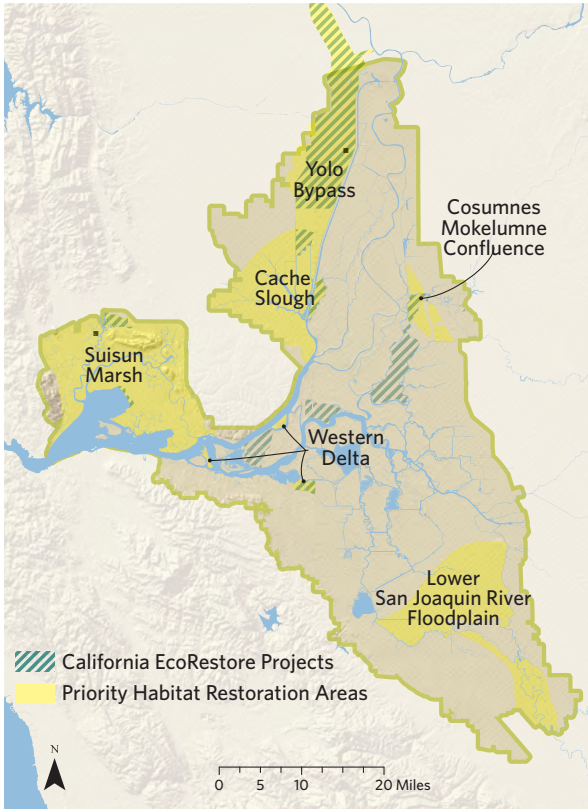 Yolo
Bypass
Cosumnes
Mokelumne
Confluence
Cache
Slough
Suisun
Marsh
Western
Delta
Lower
San Joaquin River
Floodplain
California EcoRestore Projects
Priority Habitat Restoration Areas
N
0 5 10 20 Miles